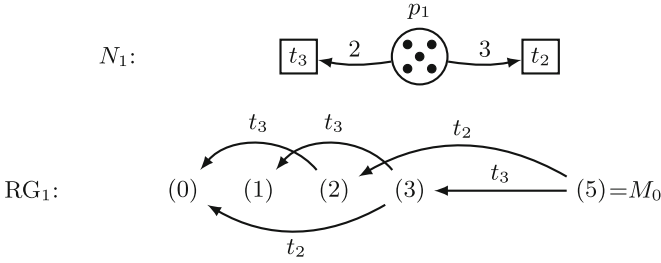 p₁
N₁: t₃ 2 3 t₂
t₃ t₃ t₂
RG₁: (0) (1) (2) (3) t₃ (5)=M₀
t₂